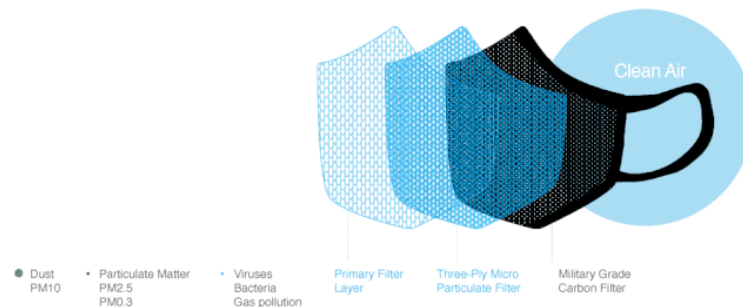 Clean Air
Dust
PM10
Particulate Matter
PM2.5
PM0.3
Viruses
Bacteria
Gas pollution
Primary Filter
Layer
Three-Ply Micro
Particulate Filter
Military Grade
Carbon Filter